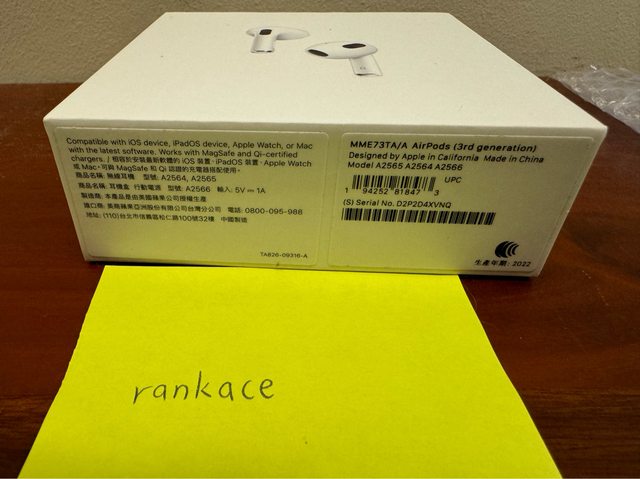 Compatible with iOS device, iPadOS device, Apple Watch, or Mac
with the latest software. Works with MagSafe and Qi-certified
chargers. / 相容於安裝最新軟體的 iOS 裝置、iPadOS 裝置、Apple Watch
或 Mac。可與 MagSafe 和 Qi 認證的充電器搭配使用。
商品名稱: 無線耳機 型號: A2564, A2565
商品名稱: 耳機盒 行動電源 型號: A2566 輸入: 5V⎓1A
製造商: 本產品是由美國蘋果公司授權生產
進口商: 美商蘋果亞洲股份有限公司台灣分公司 電話: 0800-095-988
地址: (110)台北市信義區松仁路100號32樓 中國製造
TA826-09316-A
MME73TA/A AirPods (3rd generation)
Designed by Apple in California Made in China
Model A2565 A2564 A2566
UPC
1 94252 81847 3
(S) Serial No. D2P2D4XVNQ
生產年期: 2022
rankace